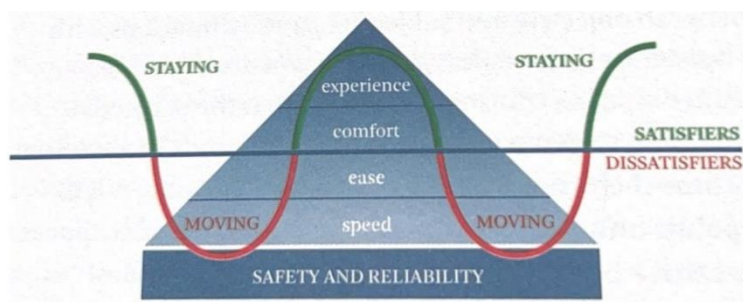 STAYING
STAYING
experience
comfort
SATISFIERS
DISSATISFIERS
ease
MOVING
speed
MOVING
SAFETY AND RELIABILITY